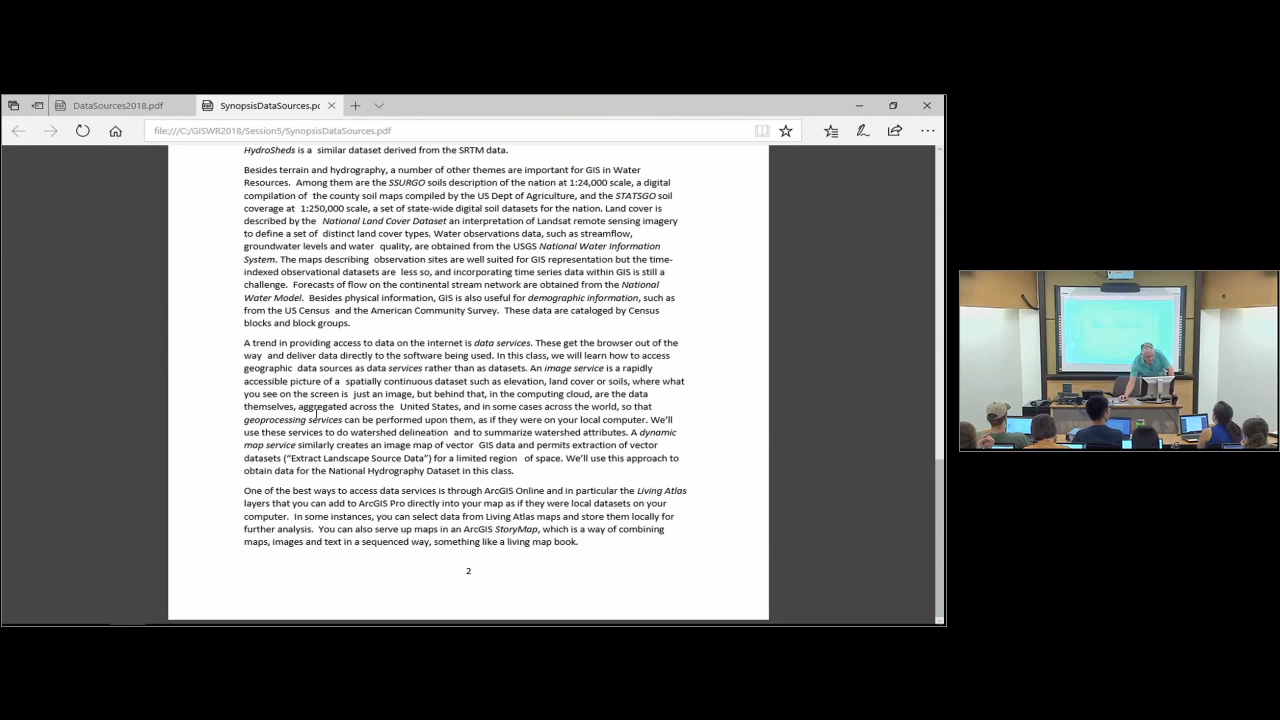 DataSources2018.pdf
SynopsisDataSources.pc
file:///C:/GISWR2018/Session5/SynopsisDataSources.pdf
HydroSheds is a similar dataset derived from the SRTM data.
Besides terrain and hydrography, a number of other themes are important for GIS in Water
Resources. Among them are the SSURGO soils description of the nation at 1:24,000 scale, a digital
compilation of the county soil maps compiled by the US Dept of Agriculture, and the STATSGO soil
coverage at 1:250,000 scale, a set of state-wide digital soil datasets for the nation. Land cover is
described by the National Land Cover Dataset an interpretation of Landsat remote sensing imagery
to define a set of distinct land cover types. Water observations data, such as streamflow,
groundwater levels and water quality, are obtained from the USGS National Water Information
System. The maps describing observation sites are well suited for GIS representation but the time-
indexed observational datasets are less so, and incorporating time series data within GIS is still a
challenge. Forecasts of flow on the continental stream network are obtained from the National
Water Model. Besides physical information, GIS is also useful for demographic information, such as
from the US Census and the American Community Survey. These data are cataloged by Census
blocks and block groups.
A trend in providing access to data on the internet is data services. These get the browser out of the
way and deliver data directly to the software being used. In this class, we will learn how to access
geographic data sources as data services rather than as datasets. An image service is a rapidly
accessible picture of a spatially continuous dataset such as elevation, land cover or soils, where what
you see on the screen is just an image, but behind that, in the computing cloud, are the data
themselves, aggregated across the United States, and in some cases across the world, so that
geoprocessing services can be performed upon them, as if they were on your local computer. We'll
use these services to do watershed delineation and to summarize watershed attributes. A dynamic
map service similarly creates an image map of vector GIS data and permits extraction of vector
datasets ("Extract Landscape Source Data") for a limited region of space. We'll use this approach to
obtain data for the National Hydrography Dataset in this class.
One of the best ways to access data services is through ArcGIS Online and in particular the Living Atlas
layers that you can add to ArcGIS Pro directly into your map as if they were local datasets on your
computer. In some instances, you can select data from Living Atlas maps and store them locally for
further analysis. You can also serve up maps in an ArcGIS StoryMap, which is a way of combining
maps, images and text in a sequenced way, something like a living map book.
2